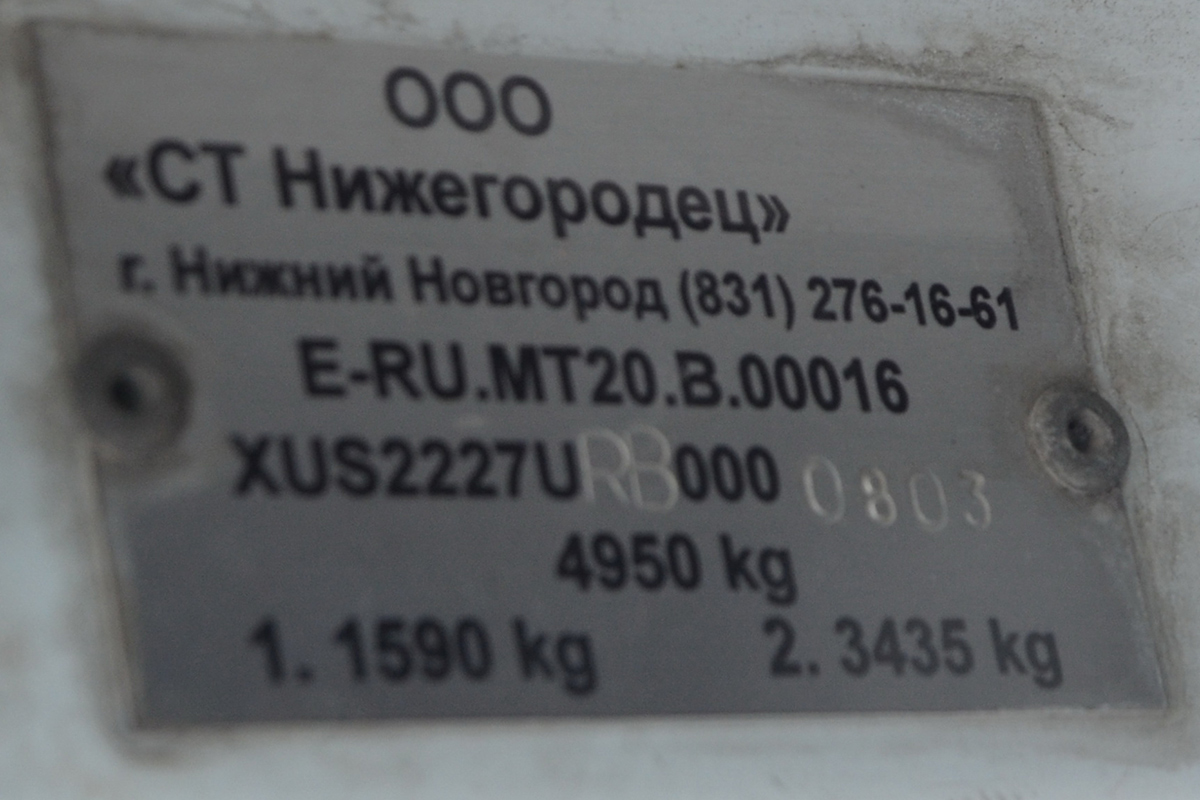 ООО
«СТ Нижегородец»
г. Нижний Новгород (831) 276-16-61
E-RU.MT20.B.00016
XUS2227URB0000803
4950 kg
1. 1590 kg 2. 3435 kg